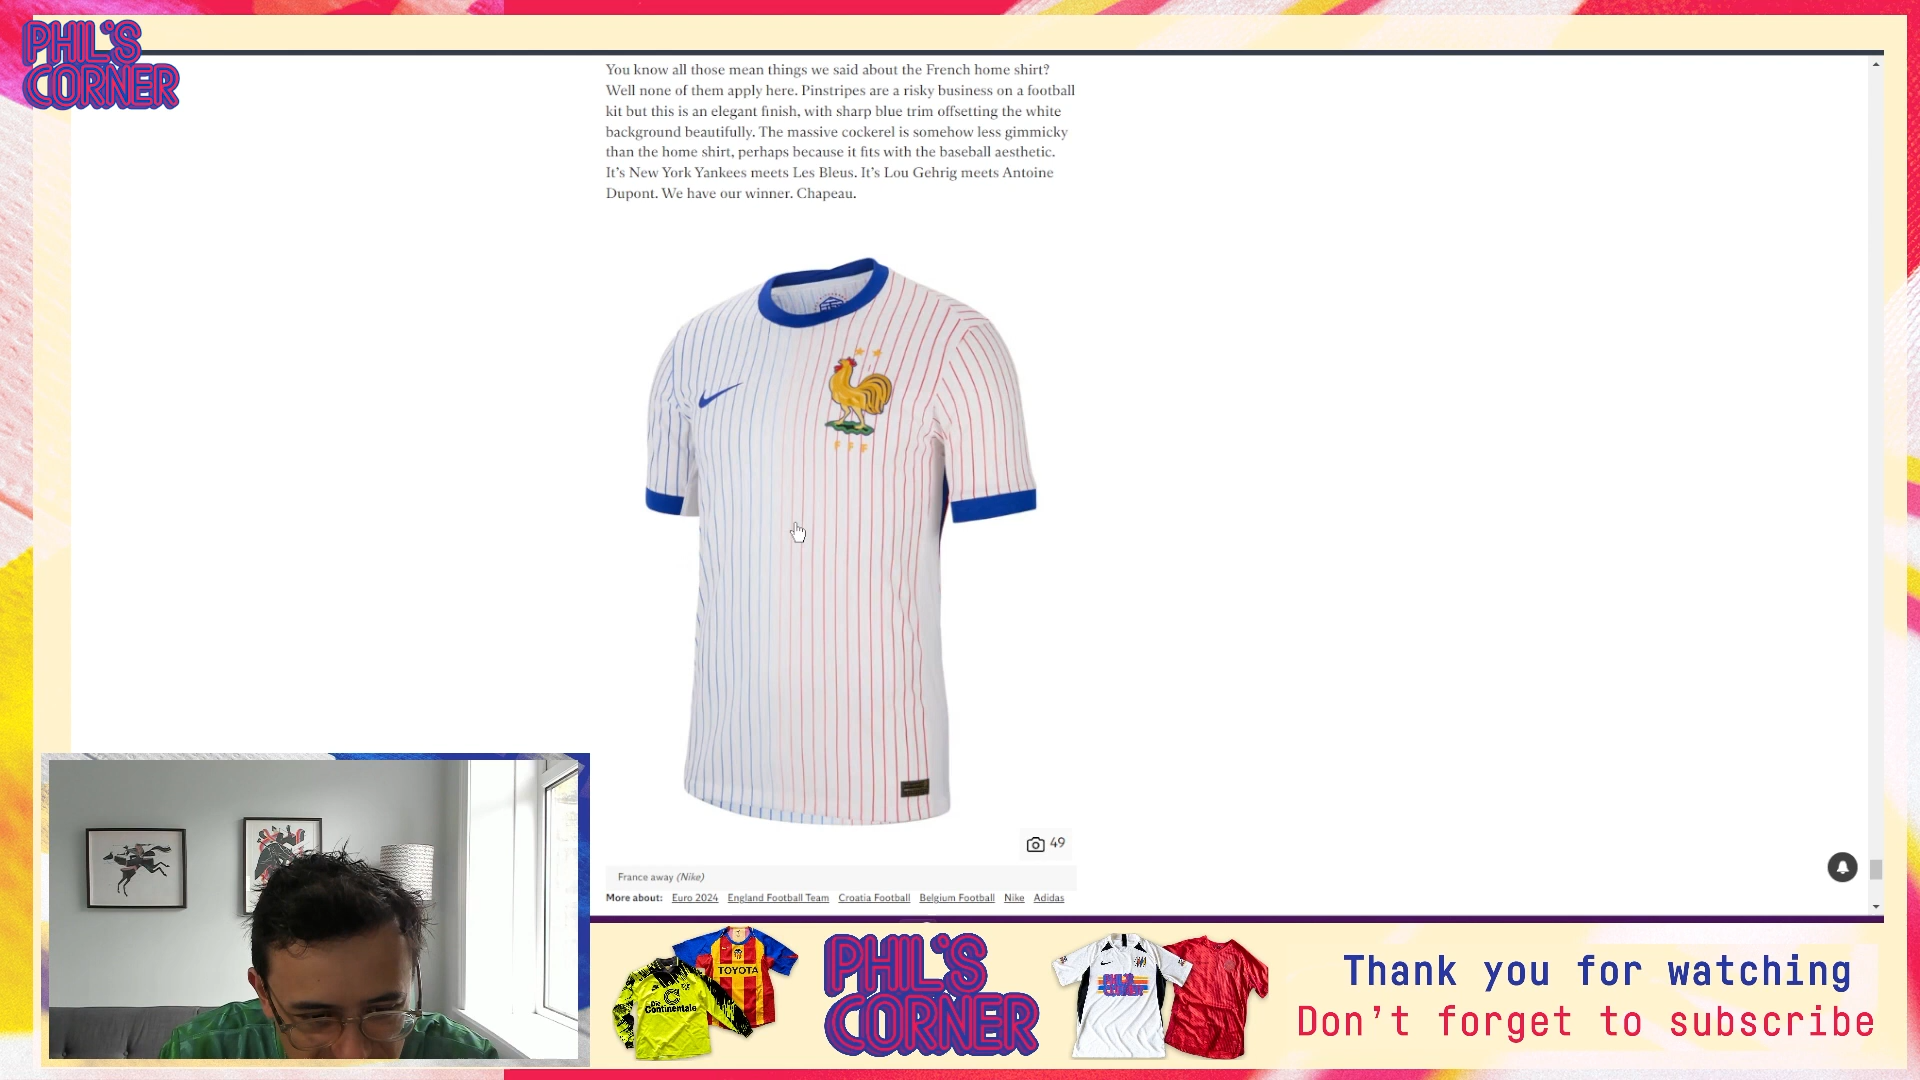 PHIL'S
CORNER
You know all those mean things we said about the French home shirt?
Well none of them apply here. Pinstripes are a risky business on a football
kit but this is an elegant finish, with sharp blue trim offsetting the white
background beautifully. The massive cockerel is somehow less gimmicky
than the home shirt, perhaps because it fits with the baseball aesthetic.
It's New York Yankees meets Les Bleus. It's Lou Gehrig meets Antoine
Dupont. We have our winner. Chapeau.
F F F
49
France away (Nike)
More about: Euro 2024 England Football Team Croatia Football Belgium Football Nike Adidas
TOYOTA
Die
Continentale
PHIL'S
CORNER
PHIL'S
CORNER
Thank you for watching
Don't forget to subscribe